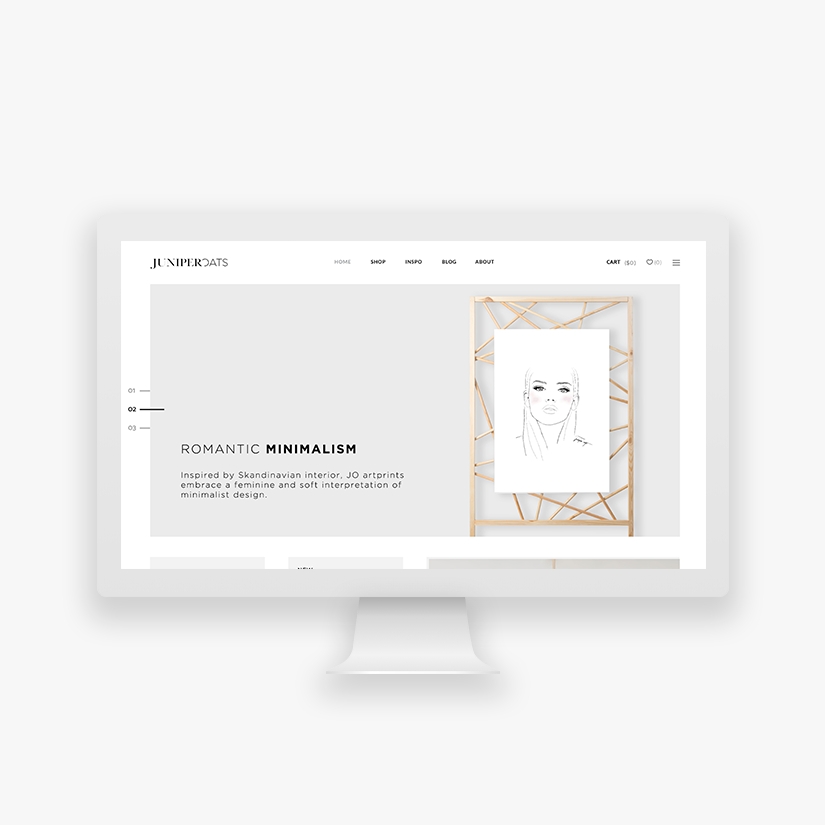 JUNIPEROATS
HOME SHOP INSPO BLOG ABOUT
CART ($0) (0)
01
02
03
ROMANTIC MINIMALISM
Inspired by Skandinavian interior, JO artprints
embrace a feminine and soft interpretation of
minimalist design.